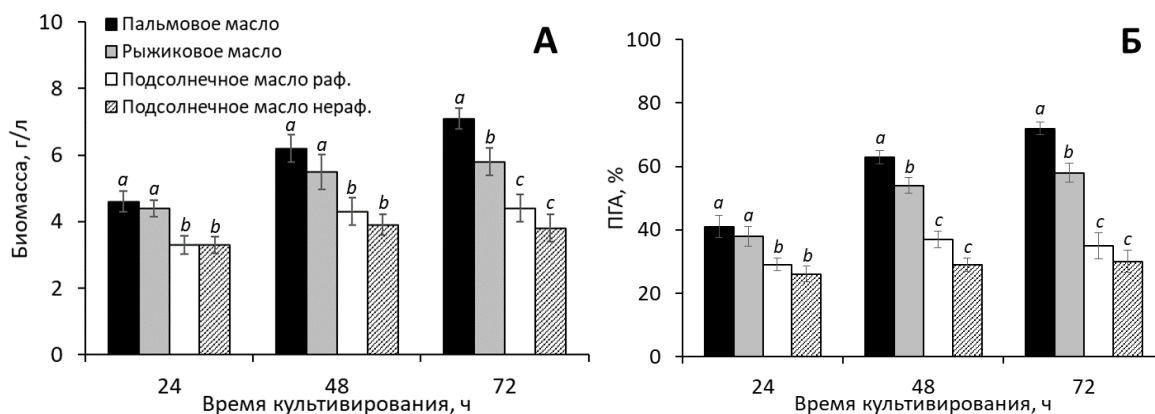 А
Пальмовое масло
Рыжиковое масло
Подсолнечное масло раф.
Подсолнечное масло нераф.
Биомасса, г/л
10
8
6
4
2
0
a a b b
a a b b
a b c c
24 48 72
Время культивирования, ч
Б
ПГА, %
100
80
60
40
20
0
a a b b
a b c c
a b c c
24 48 72
Время культивирования, ч